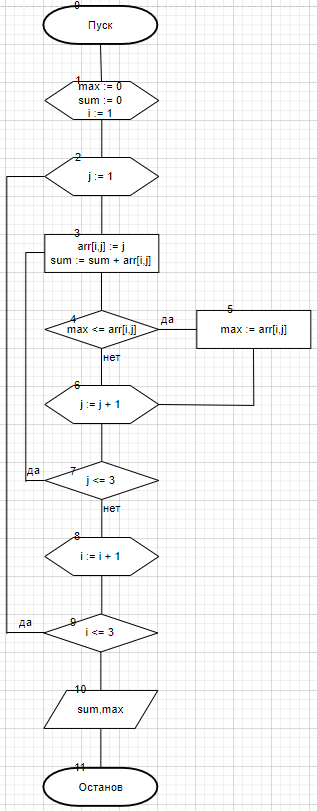 0
Пуск
1
max := 0
sum := 0
i := 1
2
j := 1
3
arr[i,j] := j
sum := sum + arr[i,j]
4
max <= arr[i,j]
да
5
max := arr[i,j]
нет
6
j := j + 1
7
j <= 3
да
нет
8
i := i + 1
9
i <= 3
да
10
sum,max
11
Останов